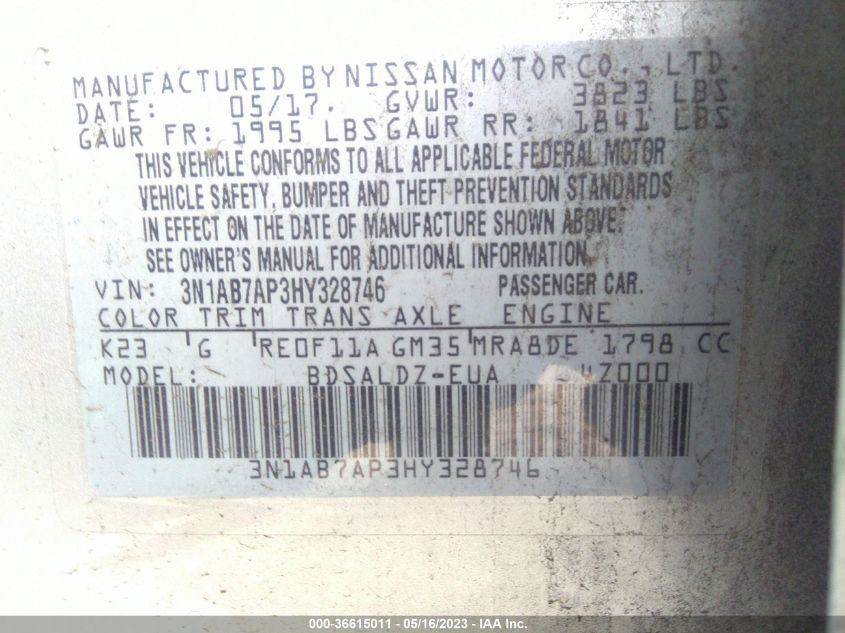 MANUFACTURED BY NISSAN MOTOR CO., LTD.
DATE: 05/17. GVWR: 3823 LBS
GAWR FR: 1995 LBS GAWR RR: 1841 LBS
THIS VEHICLE CONFORMS TO ALL APPLICABLE FEDERAL MOTOR
VEHICLE SAFETY, BUMPER AND THEFT PREVENTION STANDARDS
IN EFFECT ON THE DATE OF MANUFACTURE SHOWN ABOVE.
SEE OWNER'S MANUAL FOR ADDITIONAL INFORMATION.
VIN: 3N1AB7AP3HY328746 PASSENGER CAR.
COLOR TRIM TRANS AXLE ENGINE
K23 G RE0F11A GM35 MRA8DE 1798 CC
MODEL: BDSALDZ-EUA
3N1AB7AP3HY328746
000-36615011 - 05/16/2023 - IAA Inc.